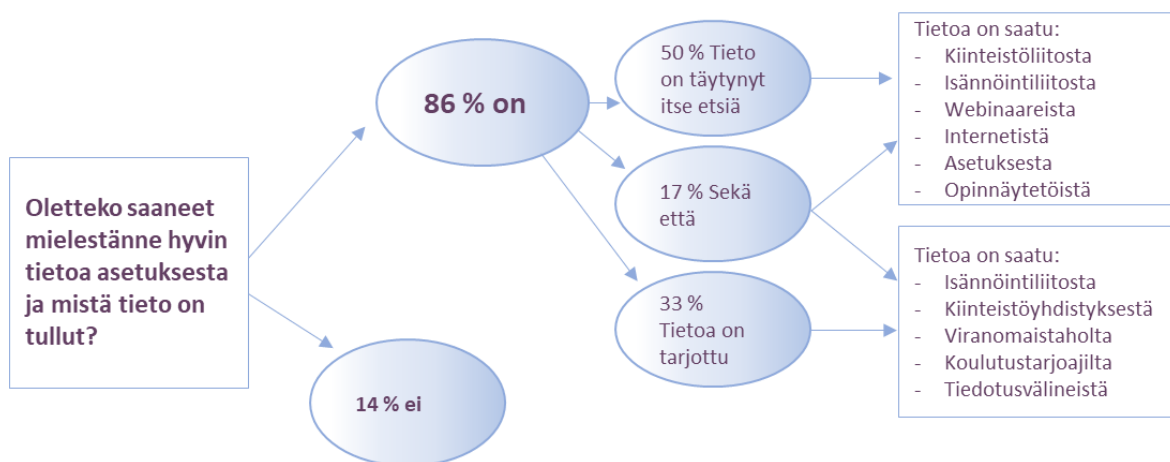 Oletteko saaneet
mielestänne hyvin
tietoa asetuksesta
ja mistä tieto on
tullut?
86 % on
14 % ei
50 % Tieto
on täytynyt
itse etsiä
17 % Sekä
että
33 %
Tietoa on
tarjottu
Tietoa on saatu:
- Kiinteistöliitosta
- Isännöintiliitosta
- Webinaareista
- Internetistä
- Asetuksesta
- Opinnäytetöistä
Tietoa on saatu:
- Isännöintiliitosta
- Kiinteistöyhdistyksestä
- Viranomaistaholta
- Koulutustarjoajilta
- Tiedotusvälineistä